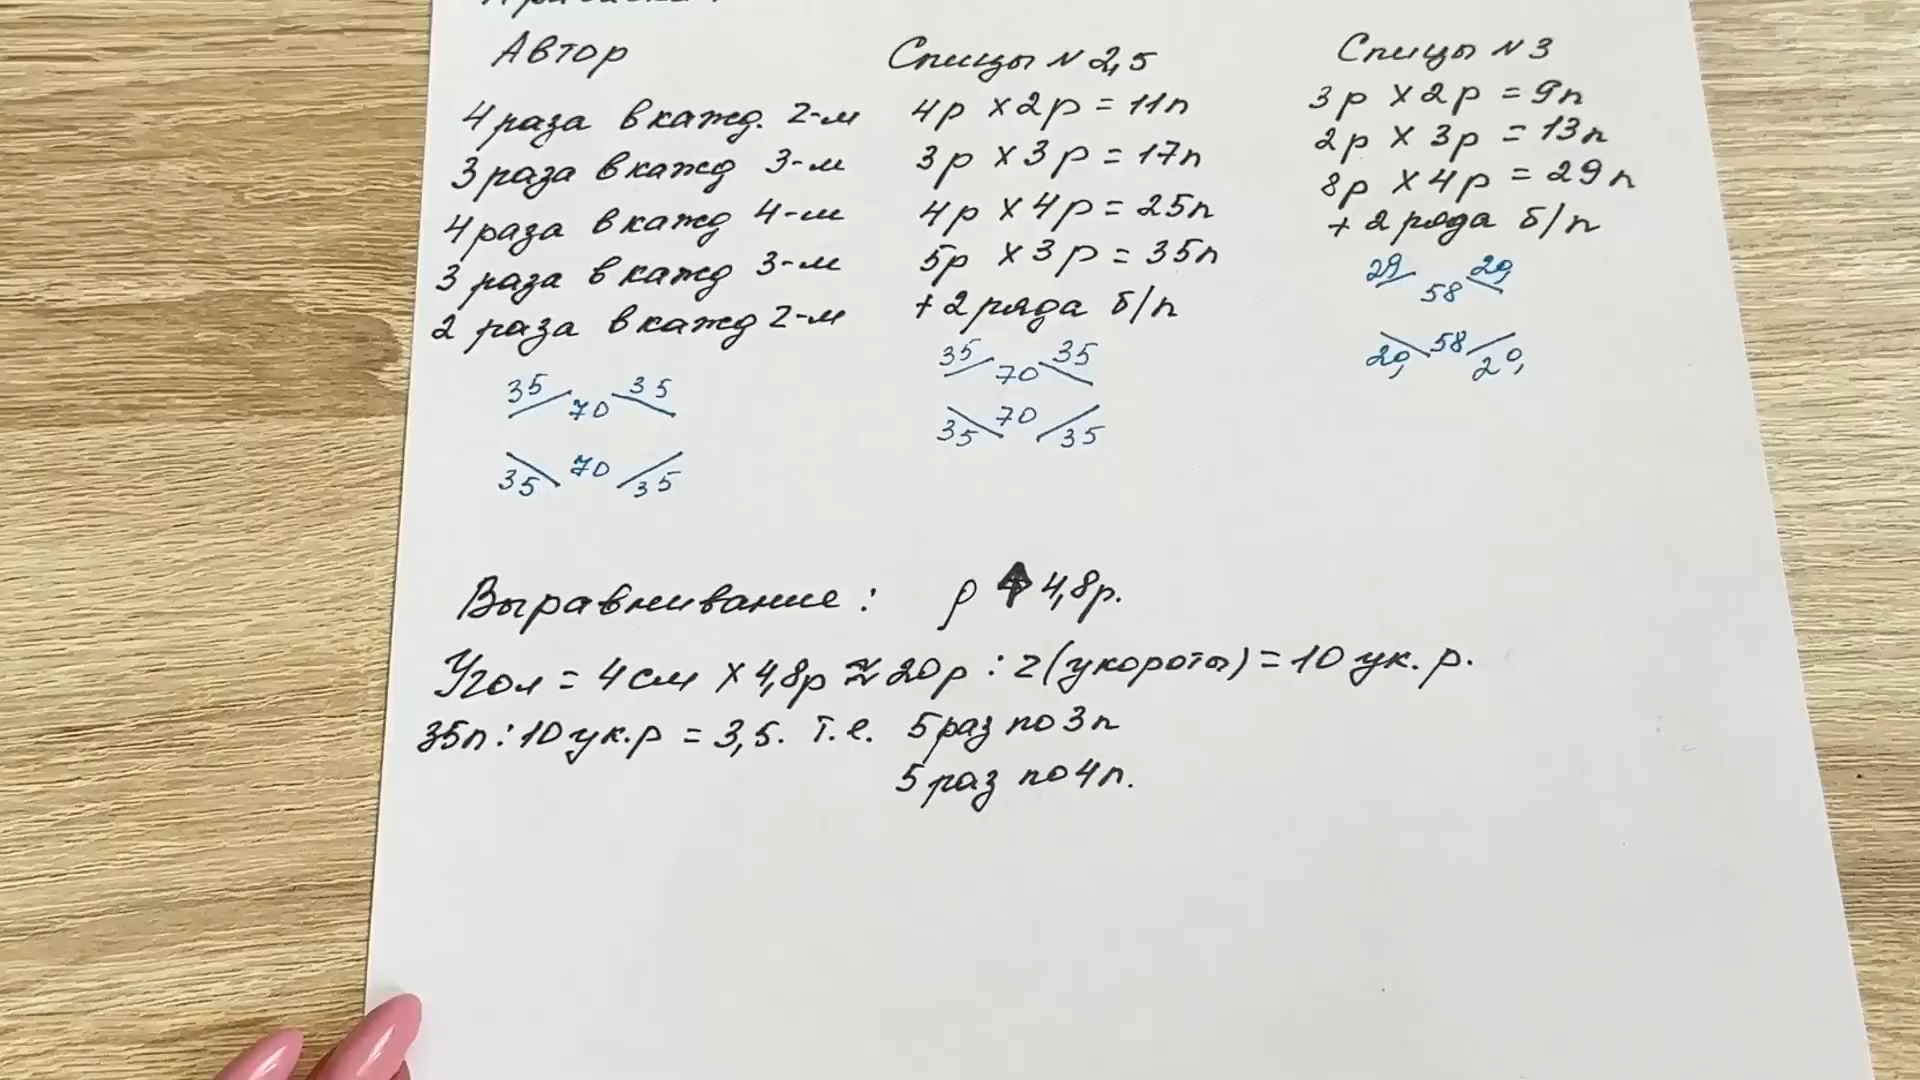 Автор
4 раза в кажд. 2-м
3 раза в кажд 3-м
4 раза в кажд 4-м
3 раза в кажд 3-м
2 раза в кажд 2-м
35 70 35
35 70 35
Спицы N 2,5
4р х 2р = 11п
3р х 3р = 17п
4р х 4р = 25п
5р х 3р = 35п
+ 2 ряда б/п
35 70 35
35 70 35
Спицы N 3
3р х 2р = 9п
2р х 3р = 13п
8р х 4р = 29п
+ 2 ряда б/п
29 58 29
29 58 29
Выравнивание: ρ ↑ 4,8р.
Угол = 4 см х 4,8р ≈ 20р : 2 (укороты) = 10 ук. р.
35п : 10 ук.р = 3,5. т.е. 5 раз по 3п
5 раз по 4п.